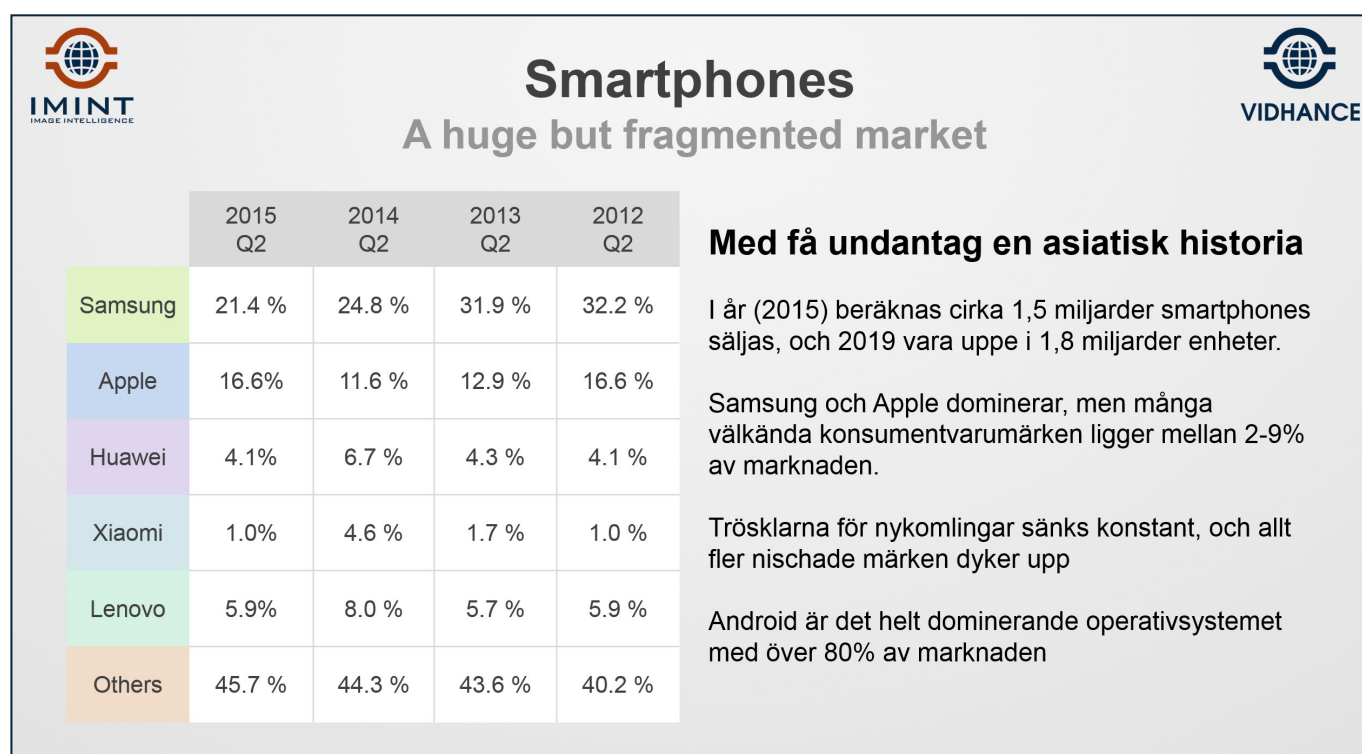 IMINT
IMAGE INTELLIGENCE
Smartphones
A huge but fragmented market
VIDHANCE
2015 Q2 2014 Q2 2013 Q2 2012 Q2
Samsung 21.4 % 24.8 % 31.9 % 32.2 %
Apple 16.6% 11.6 % 12.9 % 16.6 %
Huawei 4.1% 6.7 % 4.3 % 4.1 %
Xiaomi 1.0% 4.6 % 1.7 % 1.0 %
Lenovo 5.9% 8.0 % 5.7 % 5.9 %
Others 45.7 % 44.3 % 43.6 % 40.2 %
Med få undantag en asiatisk historia
I år (2015) beräknas cirka 1,5 miljarder smartphones
säljas, och 2019 vara uppe i 1,8 miljarder enheter.
Samsung och Apple dominerar, men många
välkända konsumentvarumärken ligger mellan 2-9%
av marknaden.
Trösklarna för nykomlingar sänks konstant, och allt
fler nischade märken dyker upp
Android är det helt dominerande operativsystemet
med över 80% av marknaden